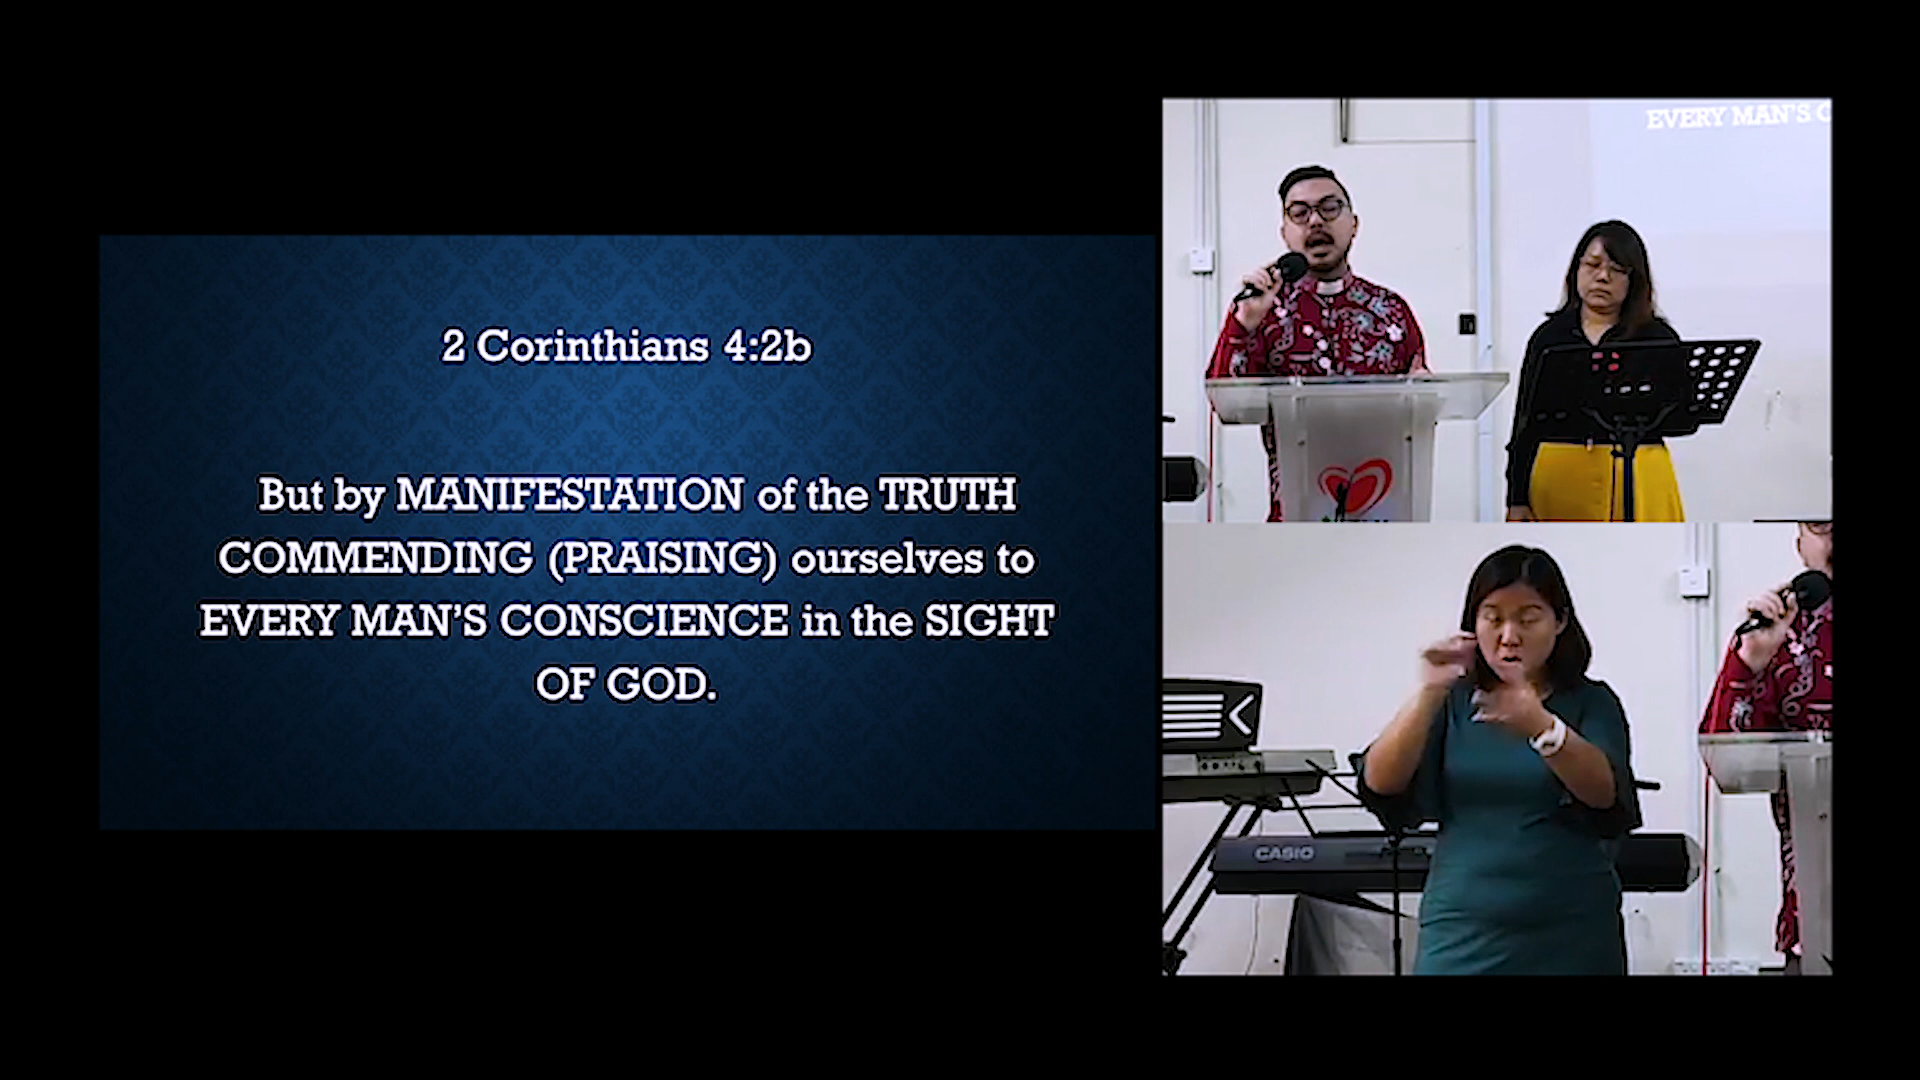 2 Corinthians 4:2b
But by MANIFESTATION of the TRUTH
COMMENDING (PRAISING) ourselves to
EVERY MAN'S CONSCIENCE in the SIGHT
OF GOD.
EVERY MAN'S C
CASIO